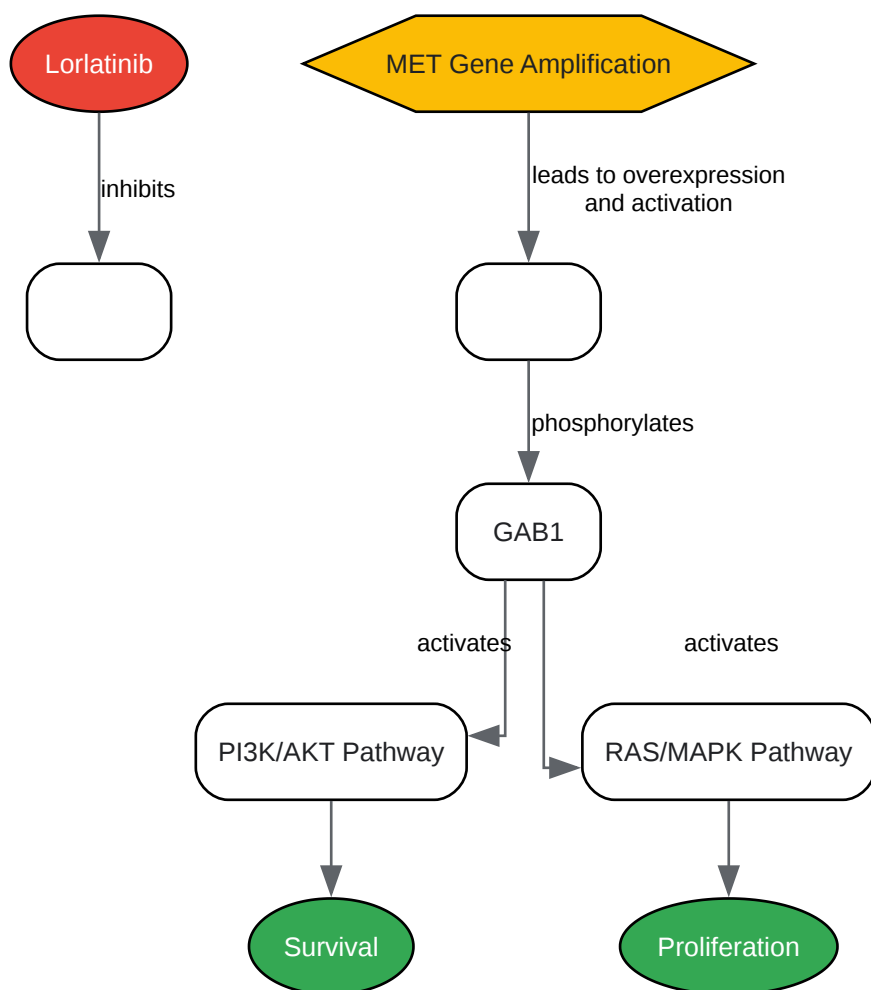 Lorlatinib
MET Gene Amplification
inhibits
leads to overexpression
and activation
phosphorylates
GAB1
activates
activates
PI3K/AKT Pathway
RAS/MAPK Pathway
Survival
Proliferation